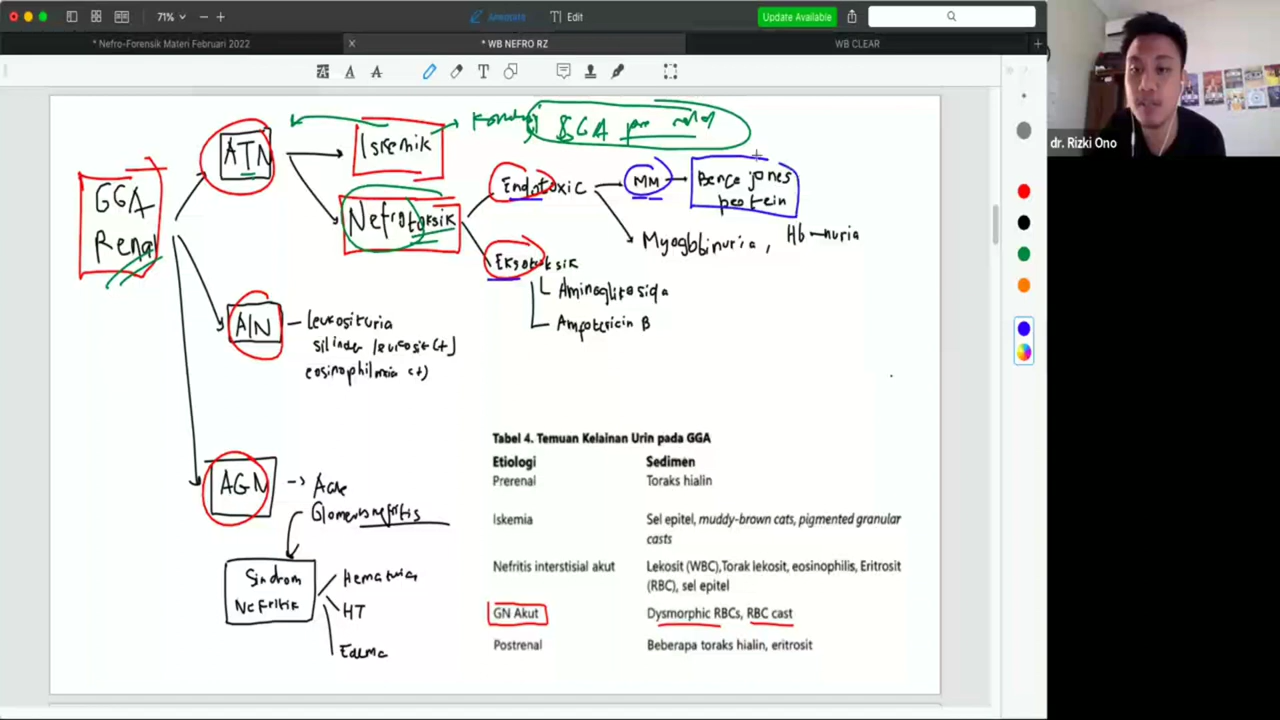 71%
Annotate
Edit
Update Available
* Nefro-Forensik Materi Februari 2022
* WB NEFRO RZ
WB CLEAR
dr. Rizki Ono
GGA
Renal
ATN
Iskemik
GGA pre renal
Nefrotoksik
Endotoxic
MM
Bence jones
protein
Myoglobinuria, Hb-nuria
Eksotoksik
Aminoglikosida
Ampotericin B
AIN
leucosituria
silinder leucosit (+)
(+)
AGN
Glomerulonefritis
Sindrom
Nefritik
Hematuria
HT
Edema
Tabel 4. Temuan Kelainan Urin pada GGA
Etiologi Sedimen
Prerenal Toraks hialin
Iskemia Sel epitel, muddy-brown cats, pigmented granular
casts
Nefritis interstisial akut Lekosit (WBC),Torak lekosit, eosinophilis, Eritrosit
(RBC), sel epitel
GN Akut Dysmorphic RBCs, RBC cast
Postrenal Beberapa toraks hialin, eritrosit